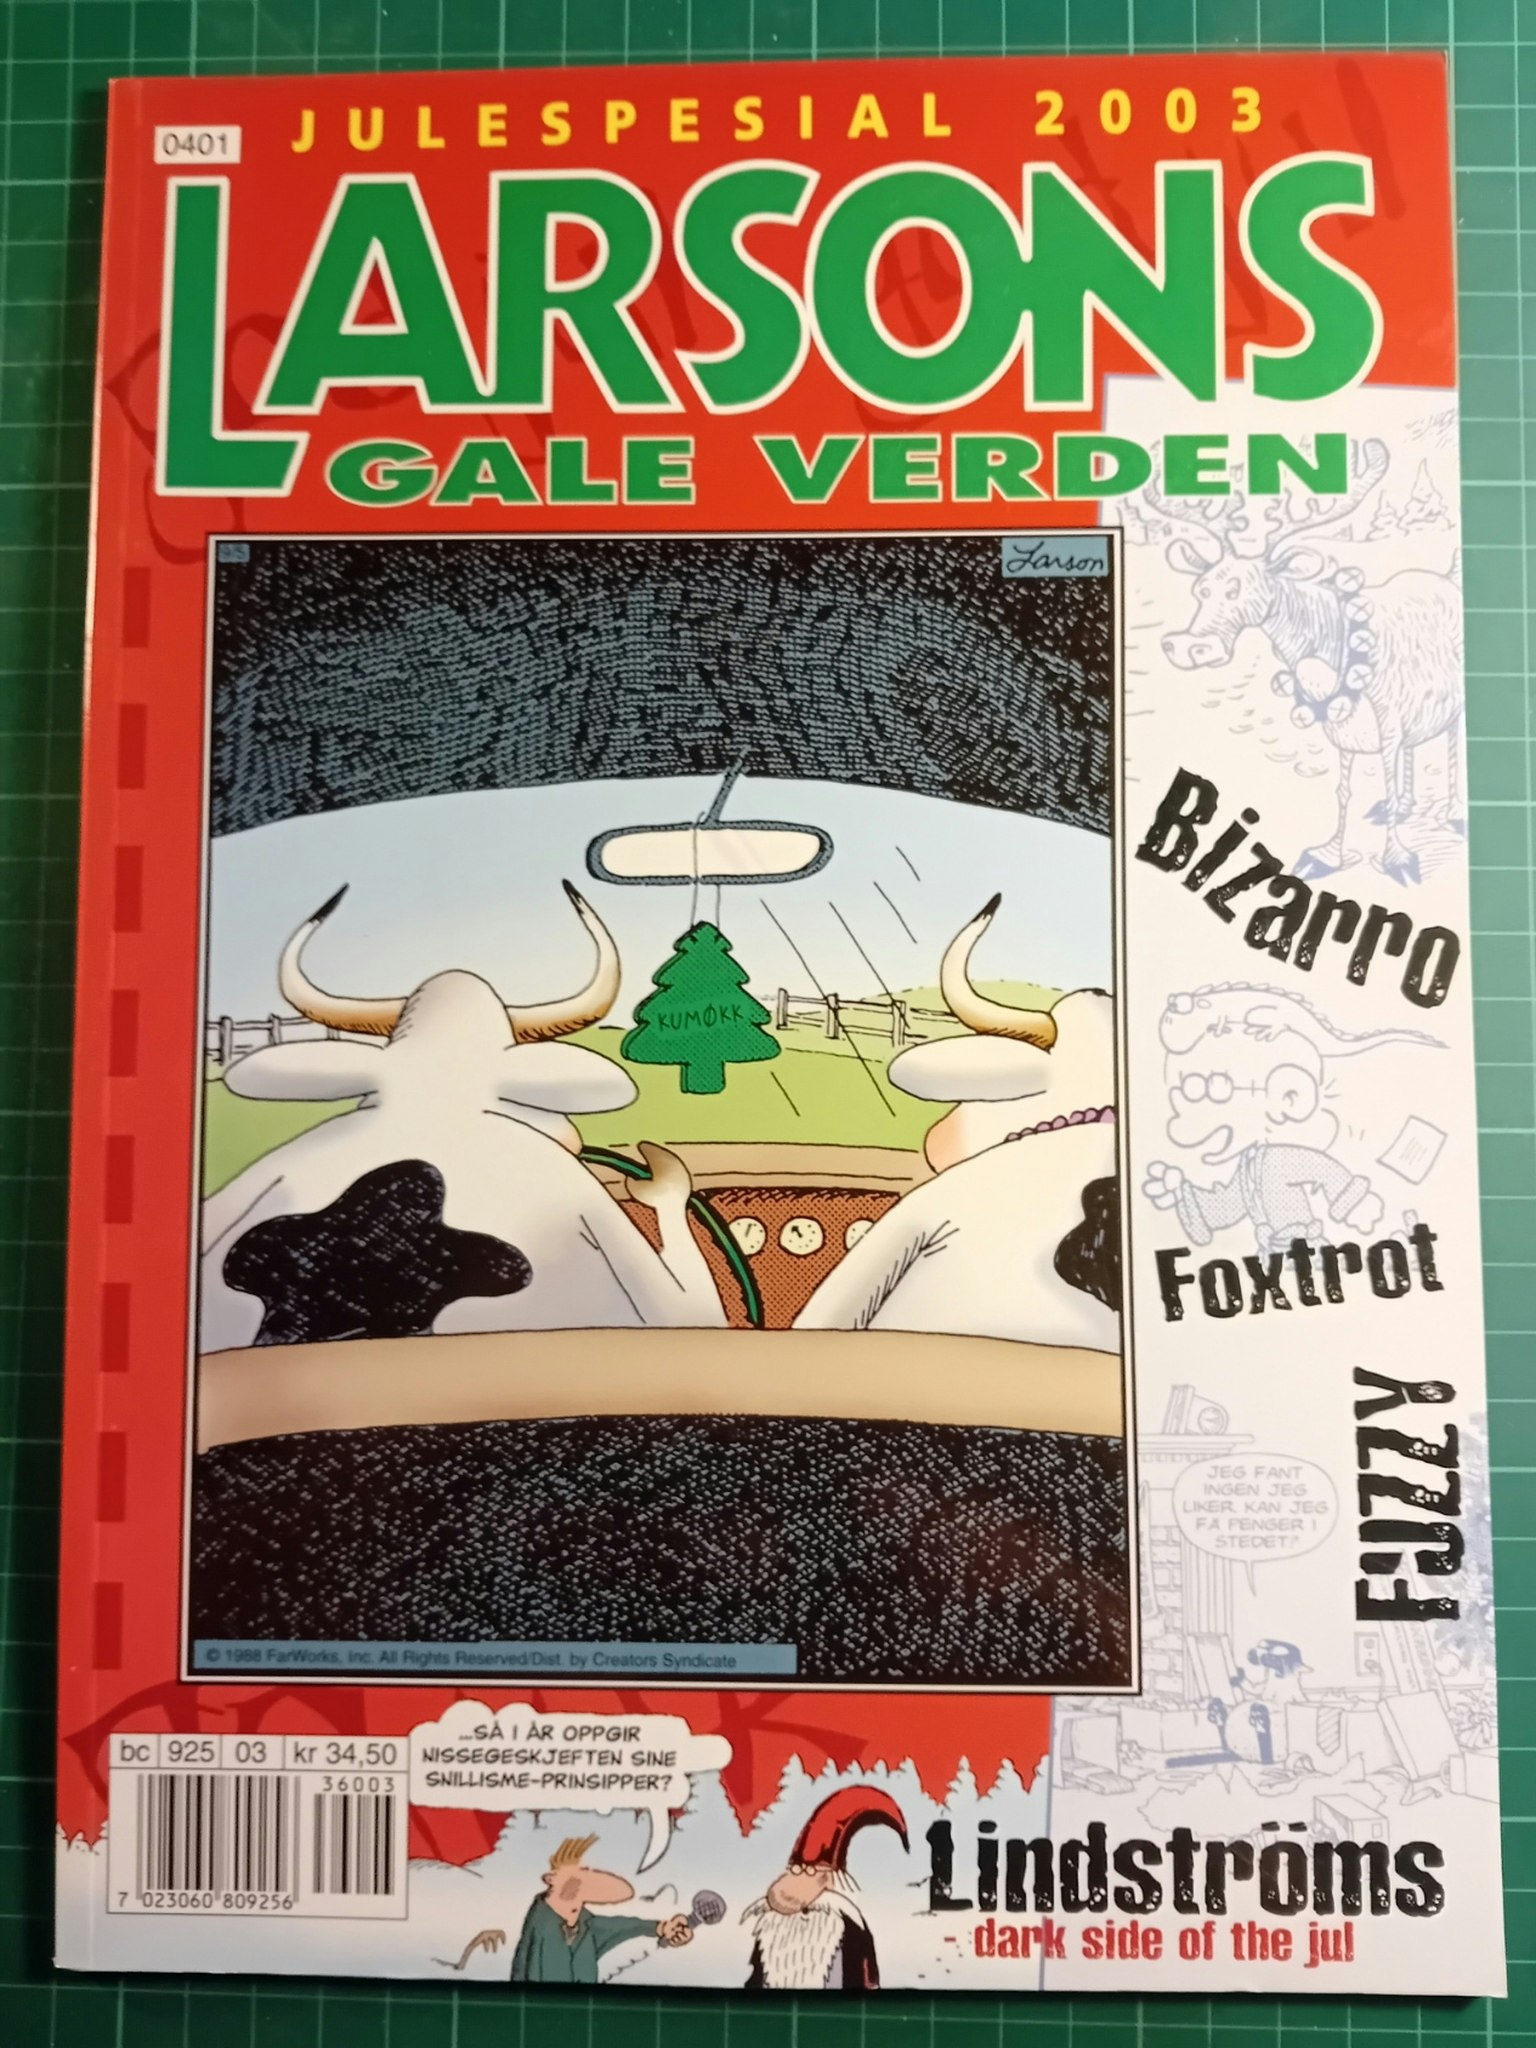 JULESPESIAL 2003
0401
LARSONS
GALE VERDEN
Larson
KUMØKK
Bizarro
Foxtrot
FUZZY
JEG FANT
INGEN JEG
LIKER. KAN JEG
FÅ PENGER I
STEDET?
© 1988 FarWorks, Inc. All Rights Reserved/Dist. by Creators Syndicate
...SÅ I ÅR OPPGIR
NISSEGESKJEFTEN SINE
SNILLISME-PRINSIPPER?
bc 925 03 kr 34,50
36003
7 023060 809256
Lindströms
- dark side of the jul